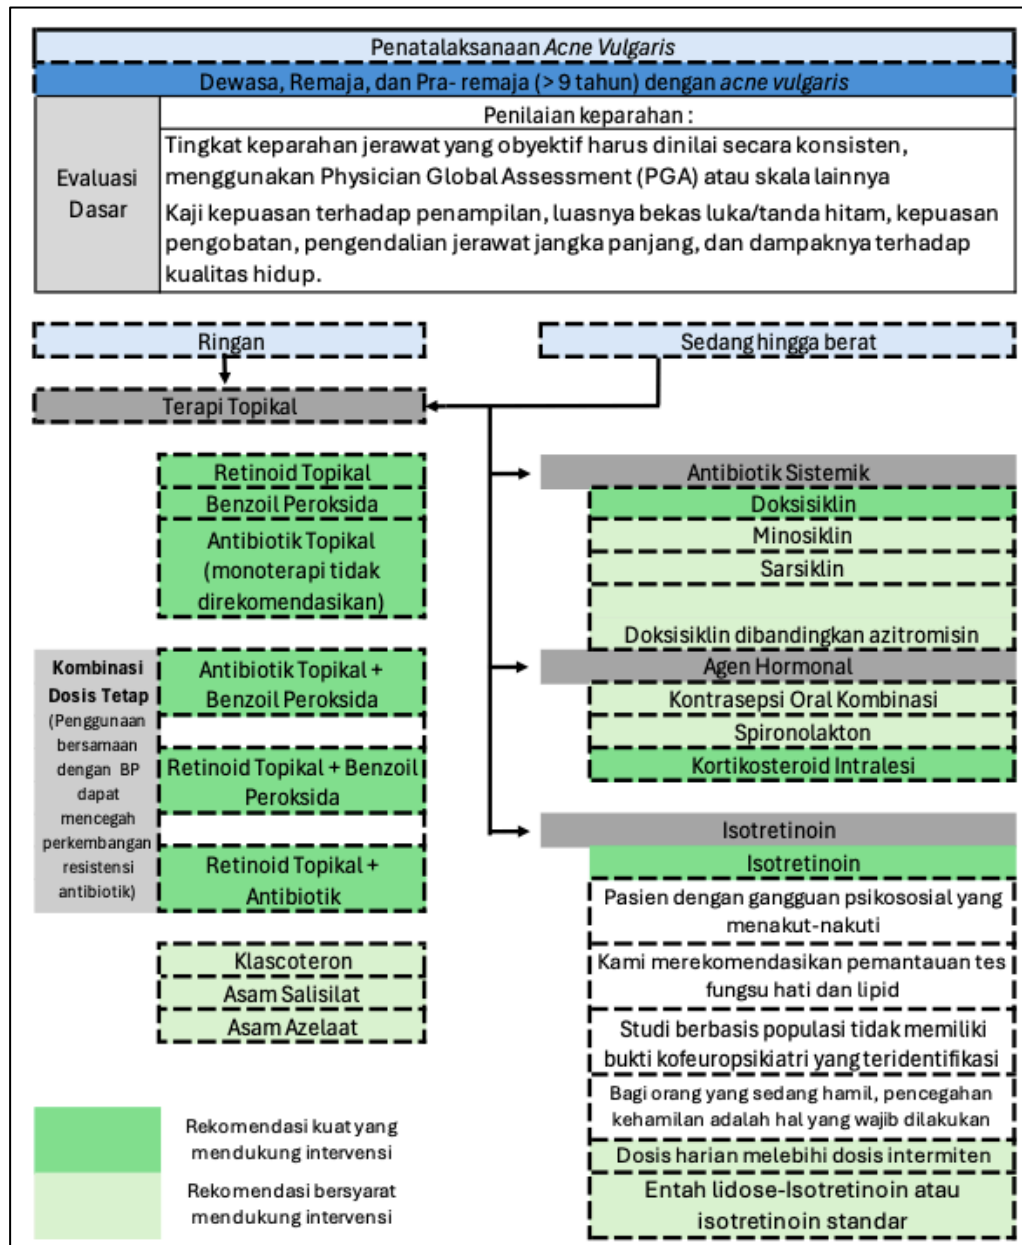 Penatalaksanaan Acne Vulgaris
Dewasa, Remaja, dan Pra- remaja (> 9 tahun) dengan acne vulgaris
Evaluasi
Dasar
Penilaian keparahan :
Tingkat keparahan jerawat yang obyektif harus dinilai secara konsisten,
menggunakan Physician Global Assessment (PGA) atau skala lainnya
Kaji kepuasan terhadap penampilan, luasnya bekas luka/tanda hitam, kepuasan
pengobatan, pengendalian jerawat jangka panjang, dan dampaknya terhadap
kualitas hidup.
Ringan
Terapi Topikal
Retinoid Topikal
Benzoil Peroksida
Antibiotik Topikal
(monoterapi tidak
direkomendasikan)
Kombinasi
Dosis Tetap
(Penggunaan
bersamaan
dengan BP
dapat
mencegah
perkembangan
resistensi
antibiotik)
Antibiotik Topikal +
Benzoil Peroksida
Retinoid Topikal + Benzoil
Peroksida
Retinoid Topikal +
Antibiotik
Klascoteron
Asam Salisilat
Asam Azelaat
Sedang hingga berat
Antibiotik Sistemik
Doksisiklin
Minosiklin
Sarsiklin
Doksisiklin dibandingkan azitromisin
Agen Hormonal
Kontrasepsi Oral Kombinasi
Spironolakton
Kortikosteroid Intralesi
Isotretinoin
Isotretinoin
Pasien dengan gangguan psikososial yang
menakut-nakuti
Kami merekomendasikan pemantauan tes
fungsu hati dan lipid
Studi berbasis populasi tidak memiliki
bukti kofeuropsikiatri yang teridentifikasi
Bagi orang yang sedang hamil, pencegahan
kehamilan adalah hal yang wajib dilakukan
Dosis harian melebihi dosis intermiten
Entah lidose-Isotretinoin atau
isotretinoin standar
Rekomendasi kuat yang
mendukung intervensi
Rekomendasi bersyarat
mendukung intervensi